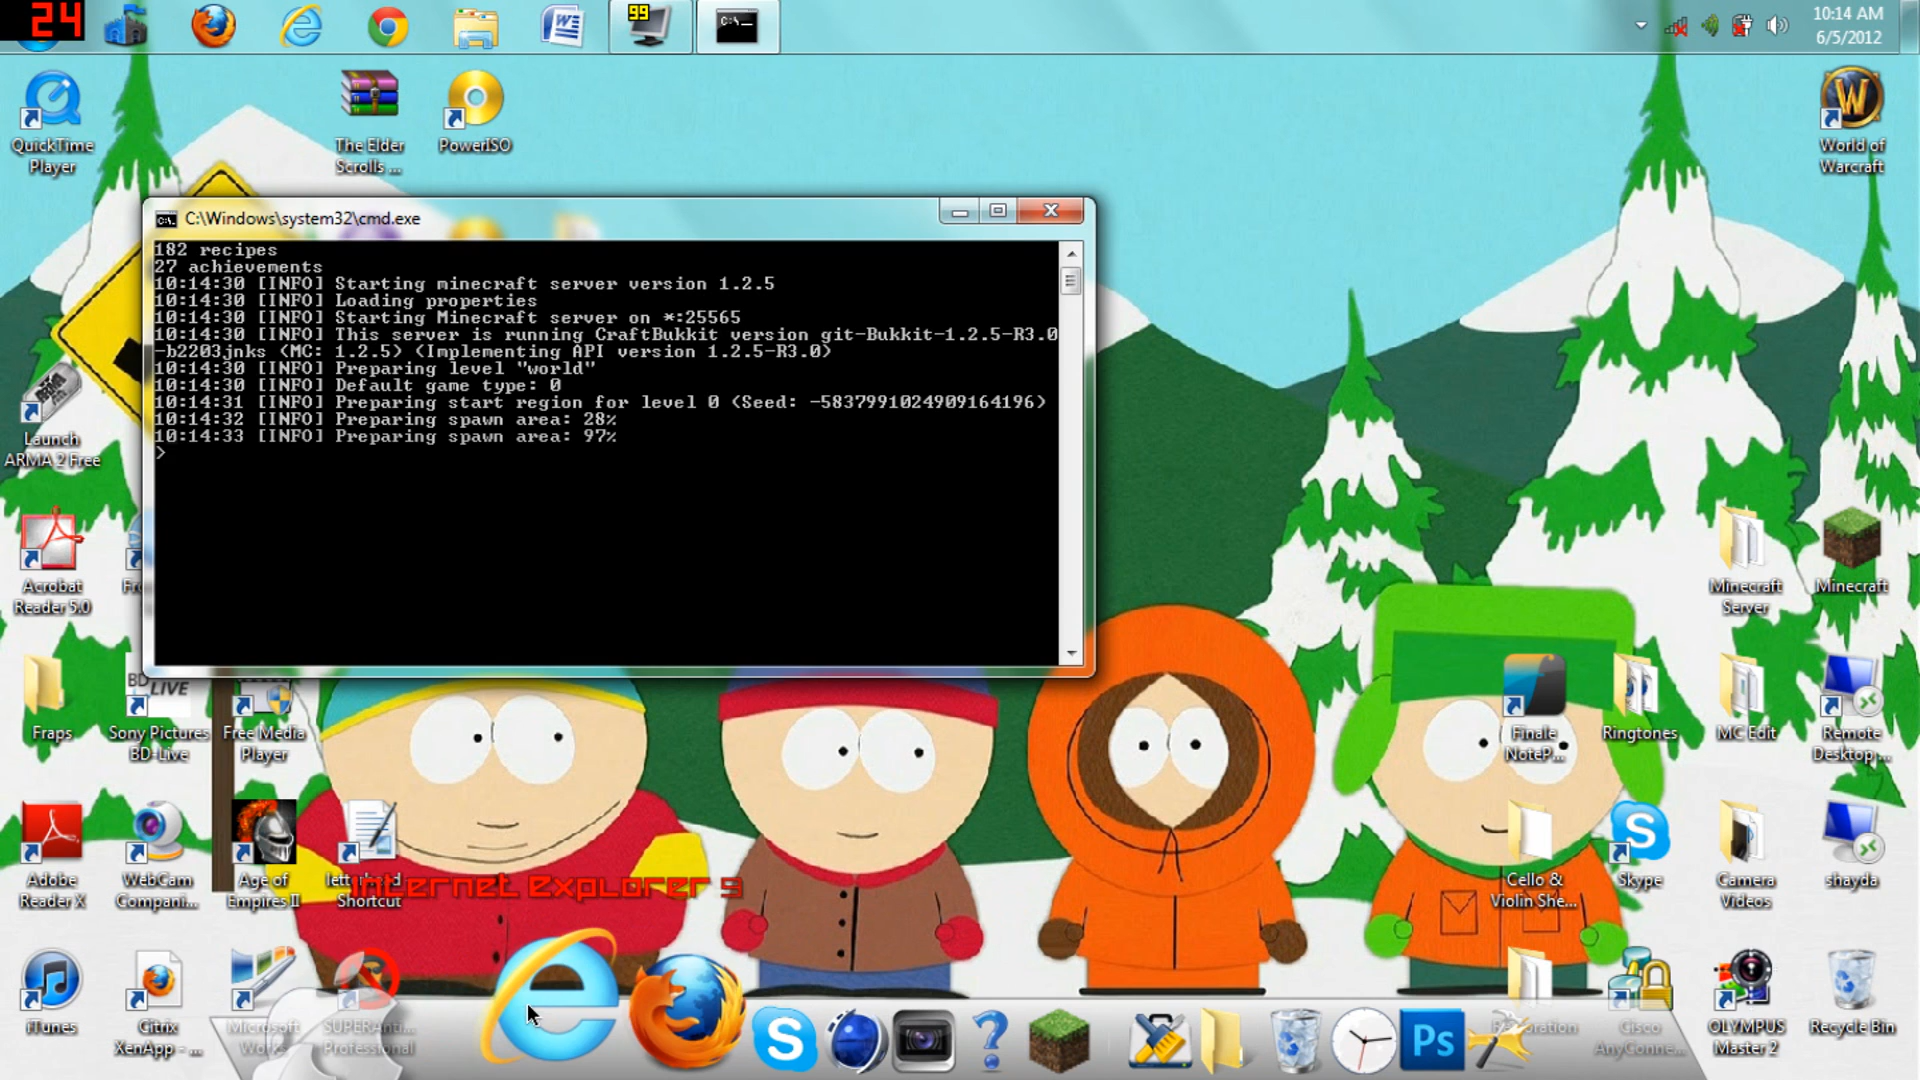 24
99
10:14 AM
6/5/2012
QuickTime
Player
The Elder
Scrolls ...
PowerISO
World of
Warcraft
C:\Windows\system32\cmd.exe
182 recipes
27 achievements
10:14:30 [INFO] Starting minecraft server version 1.2.5
10:14:30 [INFO] Loading properties
10:14:30 [INFO] Starting Minecraft server on *:25565
10:14:30 [INFO] This server is running CraftBukkit version git-Bukkit-1.2.5-R3.0
-b2203jnks (MC: 1.2.5) (Implementing API version 1.2.5-R3.0)
10:14:30 [INFO] Preparing level "world"
10:14:30 [INFO] Default game type: 0
10:14:31 [INFO] Preparing start region for level 0 (Seed: -5837991024909164196)
10:14:32 [INFO] Preparing spawn area: 28%
10:14:33 [INFO] Preparing spawn area: 97%
>
Launch
ARMA 2 Free
Acrobat
Reader 5.0
Minecraft
Server
Minecraft
Fraps
Sony Pictures
BD-Live
Free Media
Player
Finale
NoteP...
Ringtones
MC Edit
Remote
Desktop ...
Adobe
Reader X
WebCam
Compani...
Age of
Empires II
Shortcut
Internet Explorer 9
Cello &
Violin She...
Skype
Camera
Videos
shayda
iTunes
Citrix
XenApp - ...
Microsoft
Works
SUPERAnti...
Professional
Ps
Cisco
AnyConne...
OLYMPUS
Master 2
Recycle Bin